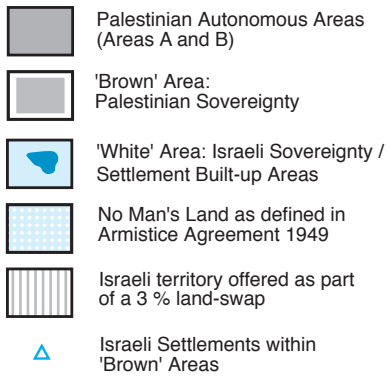 Palestinian Autonomous Areas
(Areas A and B)
'Brown' Area:
Palestinian Sovereignty
'White' Area: Israeli Sovereignty /
Settlement Built-up Areas
No Man's Land as defined in
Armistice Agreement 1949
Israeli territory offered as part
of a 3 % land-swap
Israeli Settlements within
'Brown' Areas